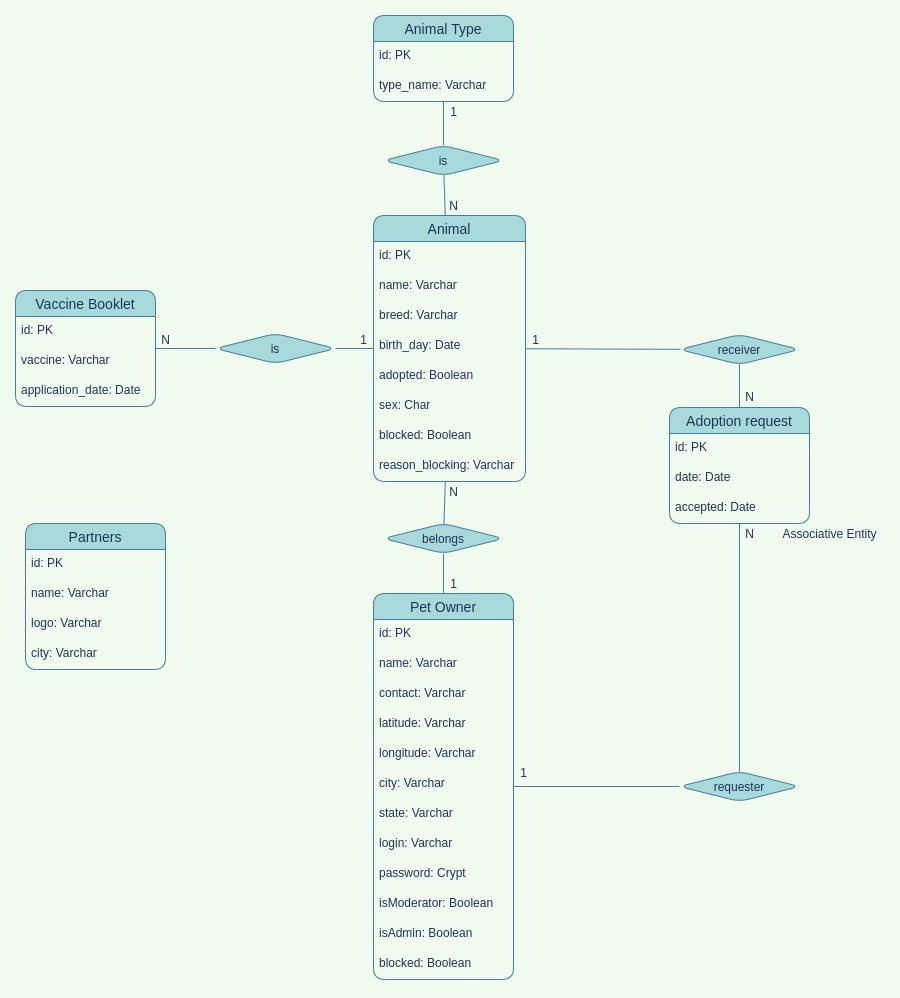 Animal Type
id: PK
type_name: Varchar
1
is
N
Animal
id: PK
name: Varchar
breed: Varchar
birth_day: Date
adopted: Boolean
sex: Char
blocked: Boolean
reason_blocking: Varchar
Vaccine Booklet
id: PK
vaccine: Varchar
application_date: Date
N
is
1
1
receiver
N
Adoption request
id: PK
date: Date
accepted: Date
N
Associative Entity
N
belongs
1
Partners
id: PK
name: Varchar
logo: Varchar
city: Varchar
Pet Owner
id: PK
name: Varchar
contact: Varchar
latitude: Varchar
longitude: Varchar
city: Varchar
state: Varchar
login: Varchar
password: Crypt
isModerator: Boolean
isAdmin: Boolean
blocked: Boolean
1
requester